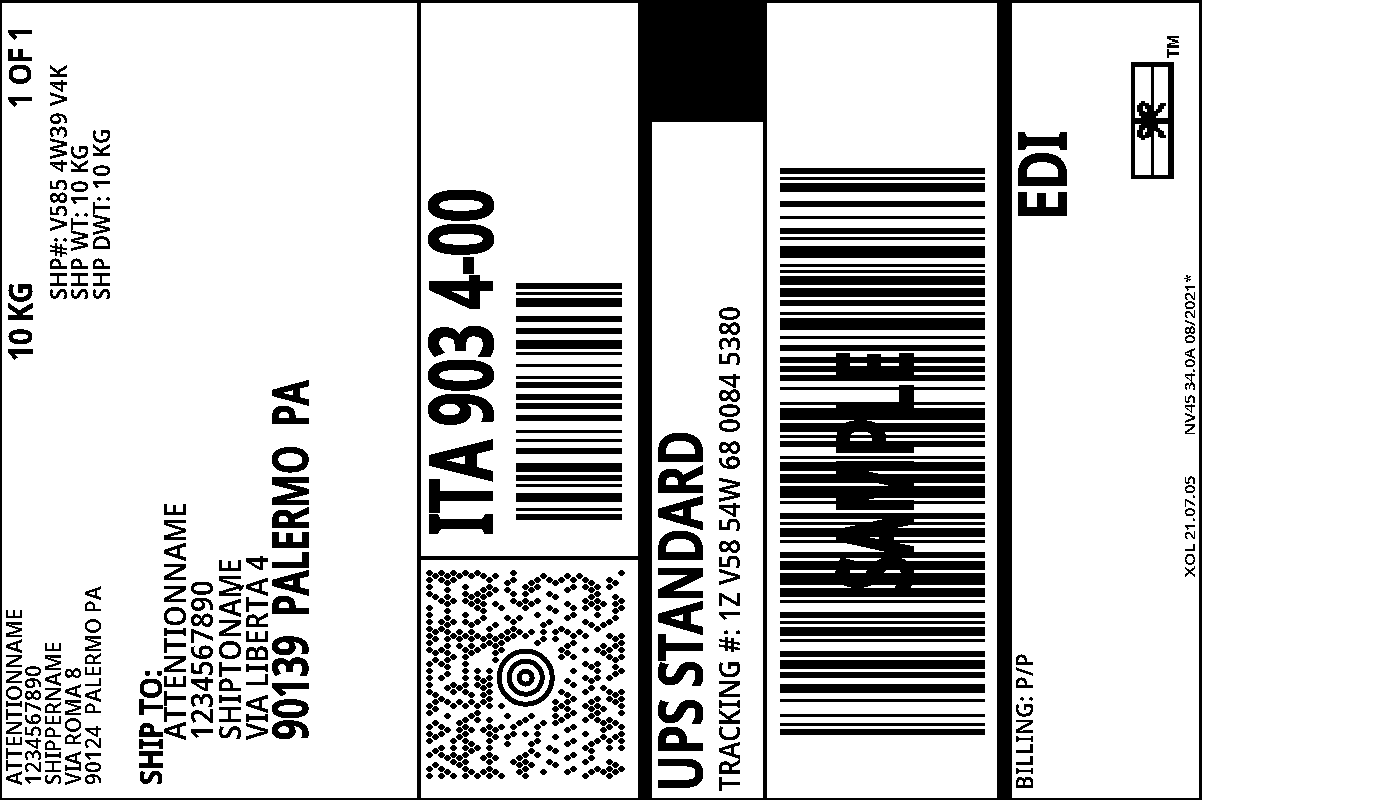 ATTENTIONNAME
1234567890
SHIPPERNAME
VIA ROMA 8
90124 PALERMO PA
10 KG
1 OF 1
SHP#: V585 4W39 V4K
SHP WT: 10 KG
SHP DWT: 10 KG
SHIP TO:
ATTENTIONNAME
1234567890
SHIPTONAME
VIA LIBERTA 4
90139 PALERMO PA
ITA 903 4-00
UPS STANDARD
TRACKING #: 1Z V58 54W 68 0084 5380
SAMPLE
BILLING: P/P
EDI
TM
XOL 21.07.05 NV45 34.0A 08/2021*